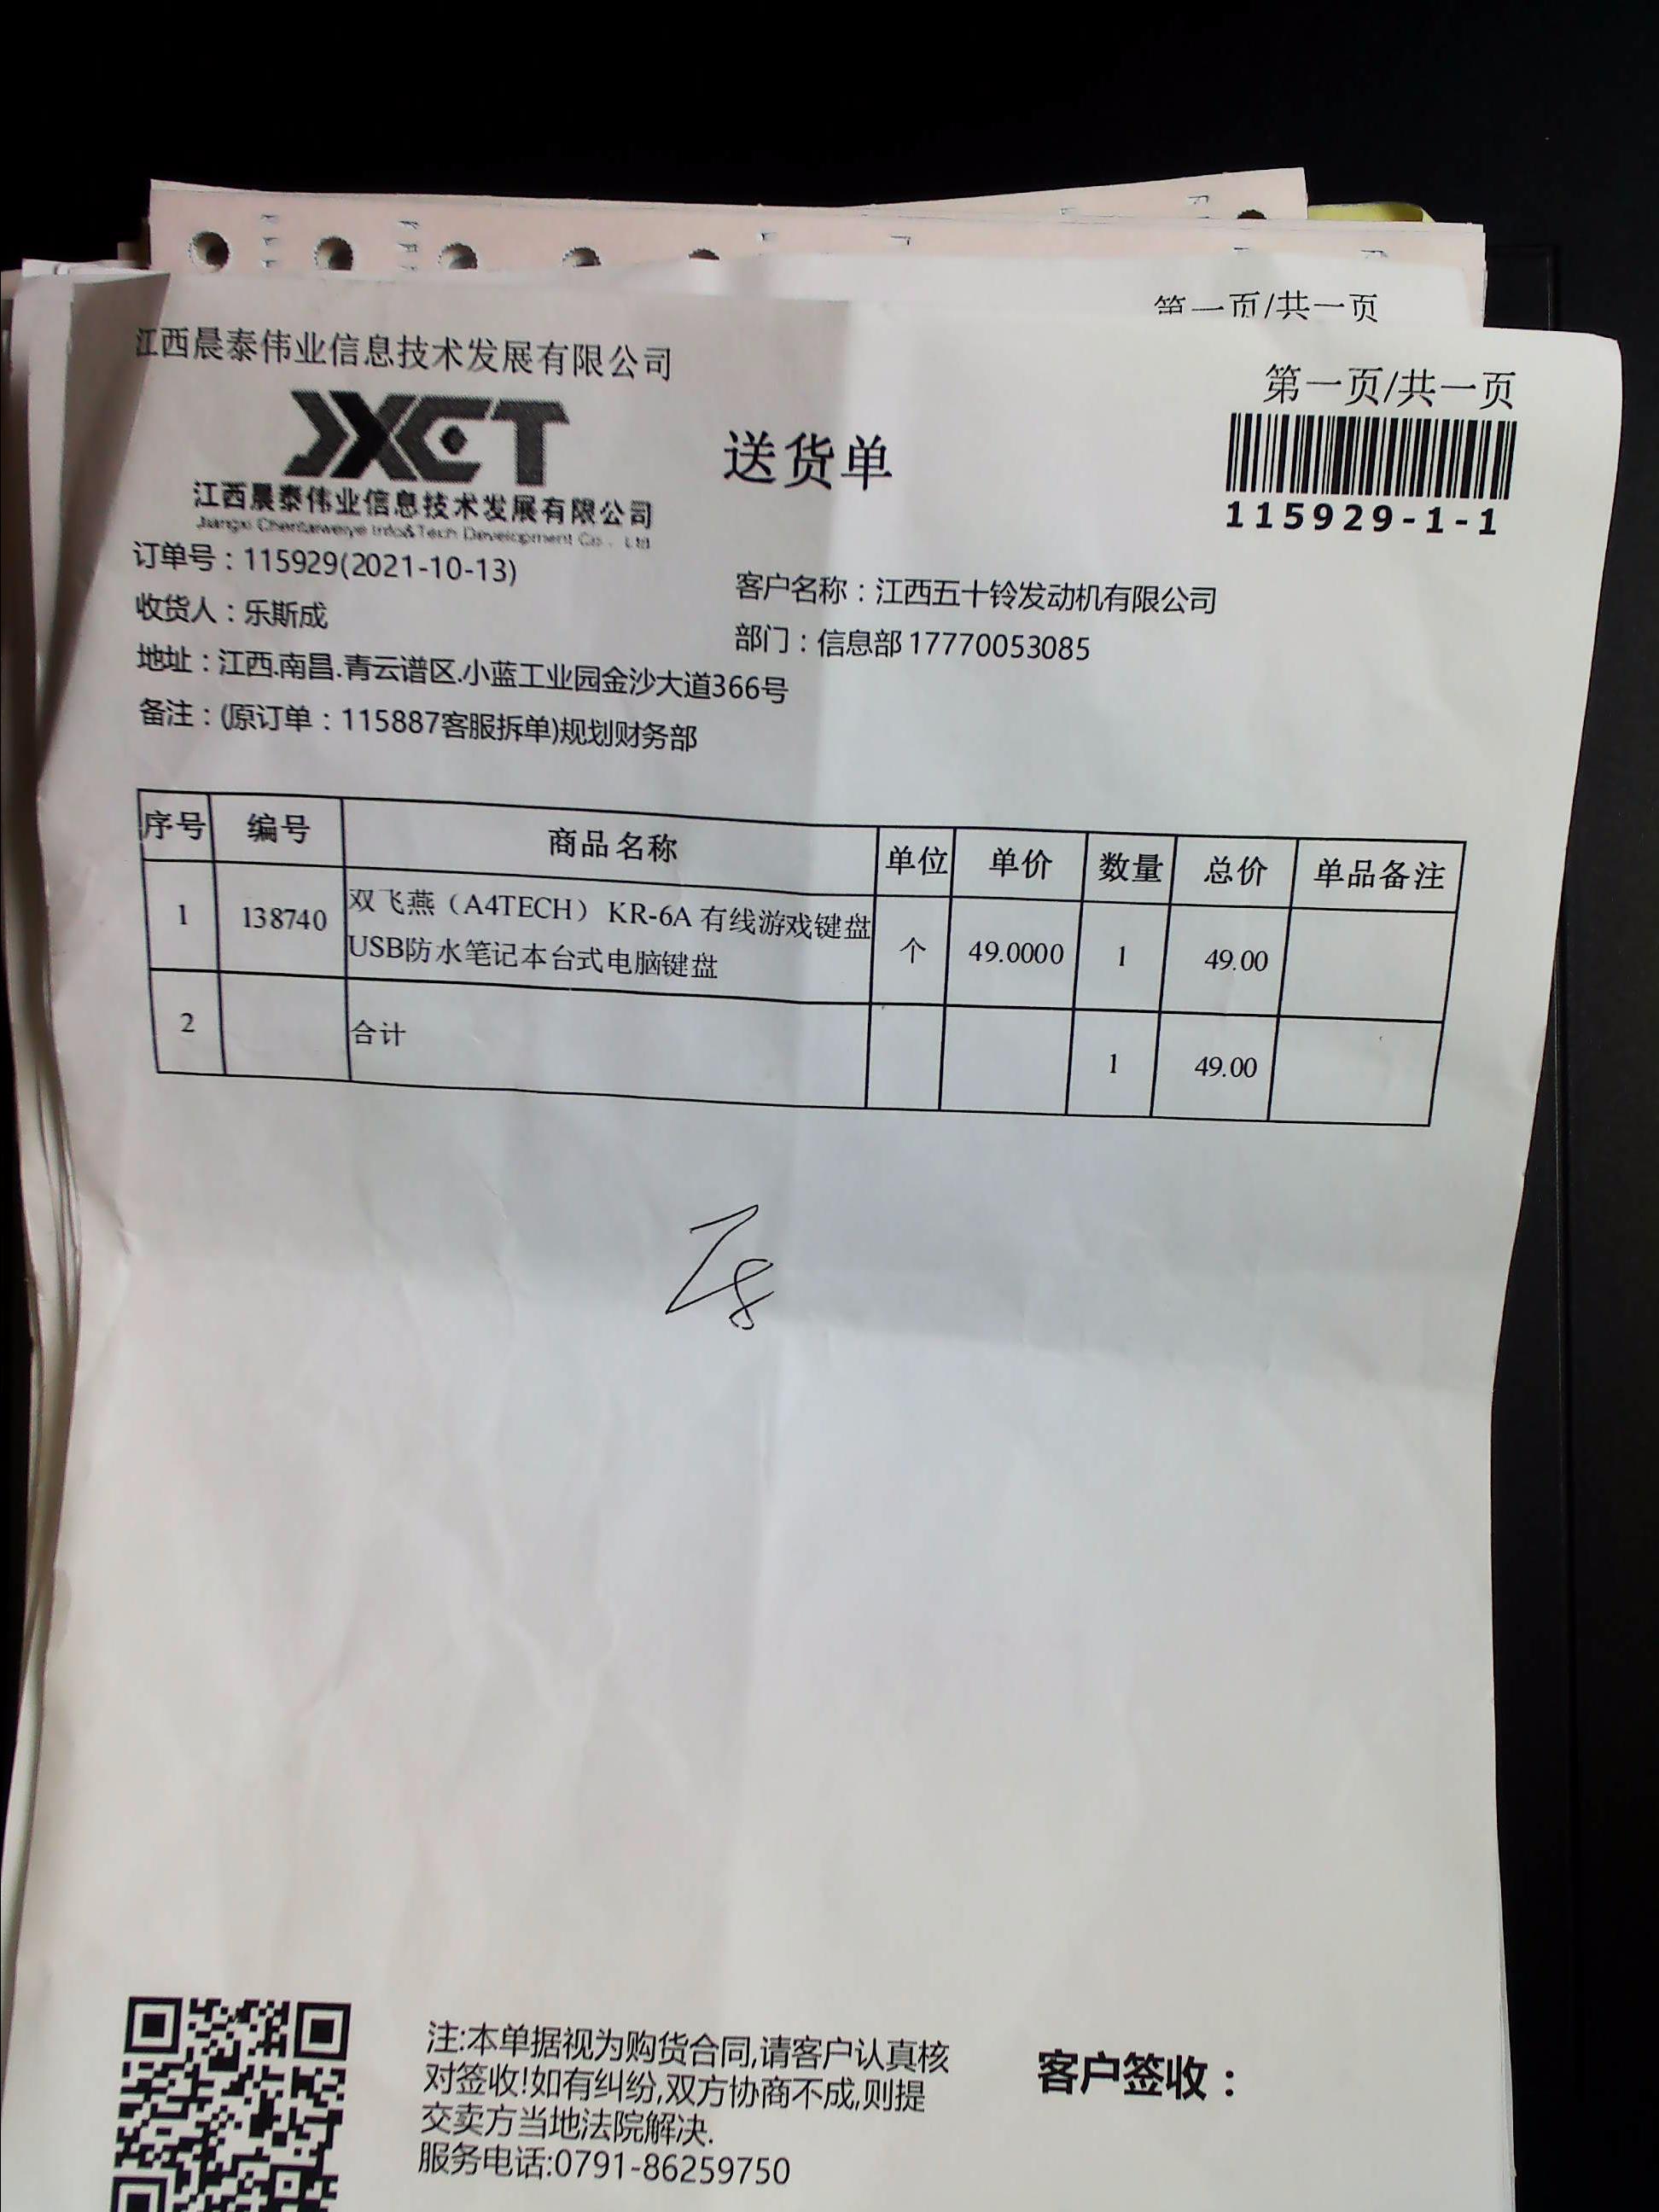 第一页/共一页
江西晨泰伟业信息技术发展有限公司
第一页/共一页
JXCT
送货单
江西晨泰伟业信息技术发展有限公司
Jiangxi Chentaiweiye Info&Tech Development Co., Ltd
115929-1-1
订单号：115929(2021-10-13)
客户名称：江西五十铃发动机有限公司
收货人：乐斯成
部门：信息部 17770053085
地址：江西.南昌.青云谱区.小蓝工业园金沙大道366号
备注：(原订单：115887客服拆单)规划财务部
序号 编号 商品名称 单位 单价 数量 总价 单品备注
1 138740 双飞燕（A4TECH） KR-6A 有线游戏键盘
USB防水笔记本台式电脑键盘 个 49.0000 1 49.00
2 合计 1 49.00
注:本单据视为购货合同,请客户认真核
对签收!如有纠纷,双方协商不成,则提
交卖方当地法院解决.
服务电话:0791-86259750
客户签收：